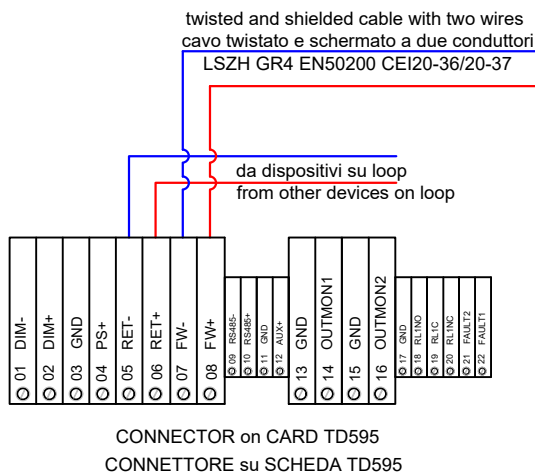 twisted and shielded cable with two wires
cavo twistato e schermato a due conduttori
LSZH GR4 EN50200 CEI20-36/20-37
da dispositivi su loop
from other devices on loop
01 DIM-
02 DIM+
03 GND
04 PS+
05 RET-
06 RET+
07 FW-
08 FW+
09 RS485-
10 RS485+
11 GND
12 AUX+
13 GND
14 OUTMON1
15 GND
16 OUTMON2
17 GND
18 RL1NO
19 RL1C
20 RL1NC
21 FAULT2
22 FAULT1
CONNECTOR on CARD TD595
CONNETTORE su SCHEDA TD595